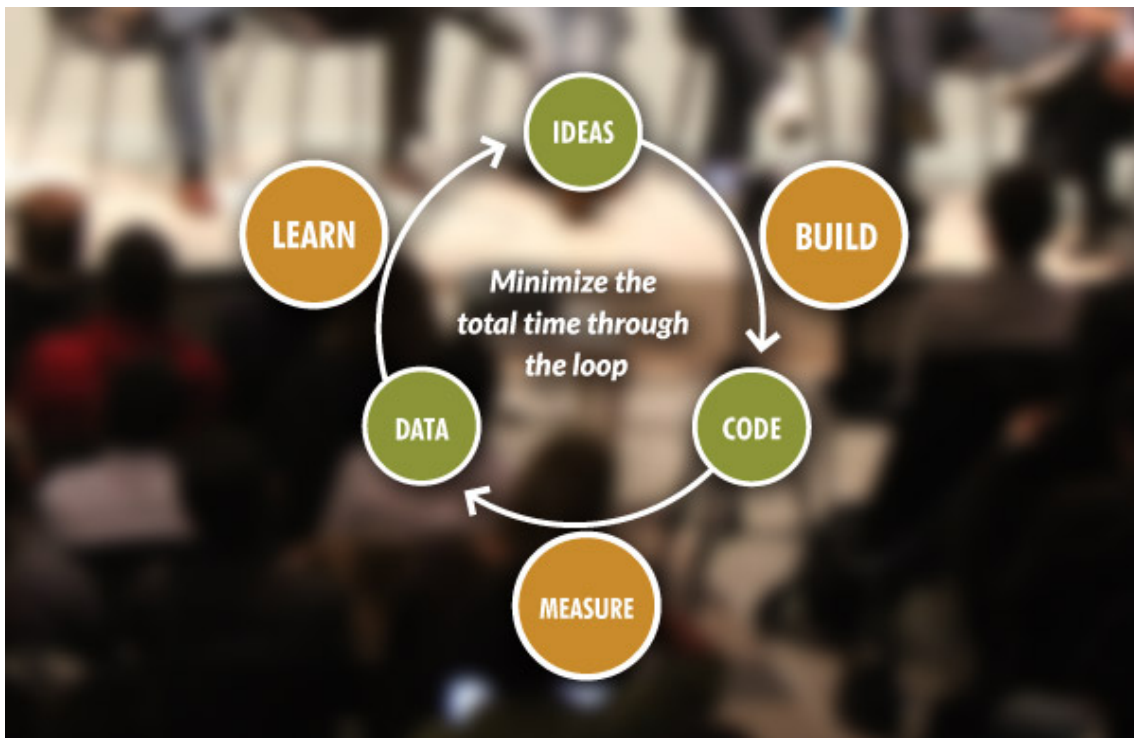 IDEAS
LEARN
BUILD
Minimize the
total time through
the loop
DATA
CODE
MEASURE